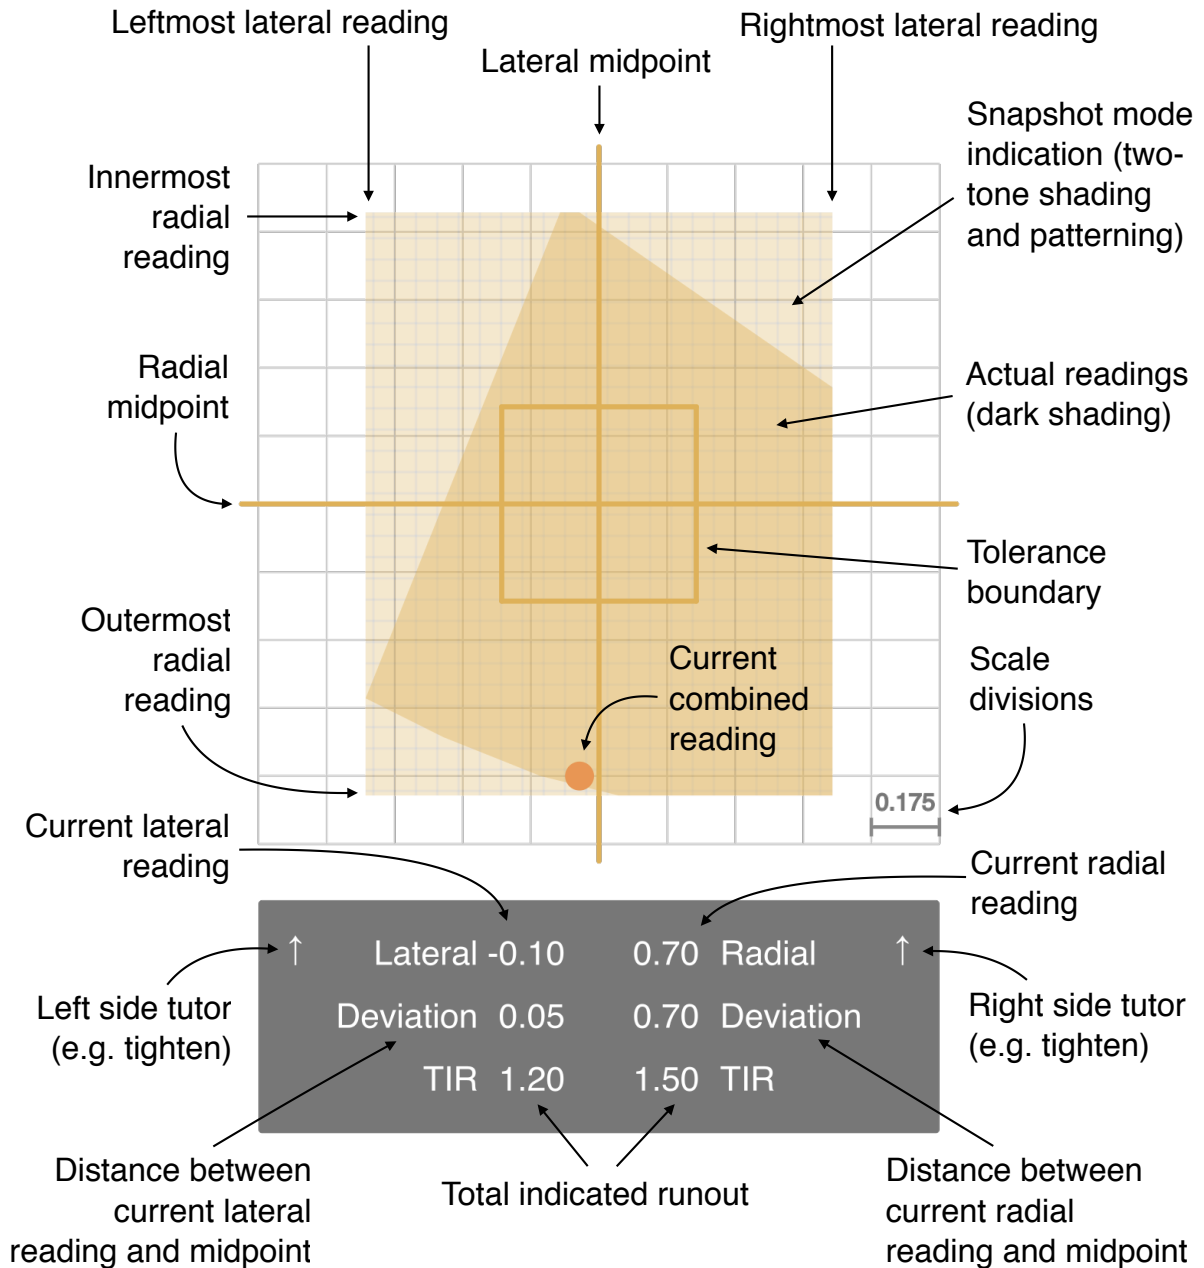 Leftmost lateral reading
Rightmost lateral reading
Lateral midpoint
Snapshot mode
indication (two-
tone shading
and patterning)
Innermost
radial
reading
Radial
midpoint
Actual readings
(dark shading)
Tolerance
boundary
Outermost
radial
reading
Current
combined
reading
Scale
divisions
0.175
Current lateral
reading
Current radial
reading
↑ Lateral -0.10 0.70 Radial ↑
Deviation 0.05 0.70 Deviation
TIR 1.20 1.50 TIR
Left side tutor
(e.g. tighten)
Right side tutor
(e.g. tighten)
Distance between
current lateral
reading and midpoint
Total indicated runout
Distance between
current radial
reading and midpoint